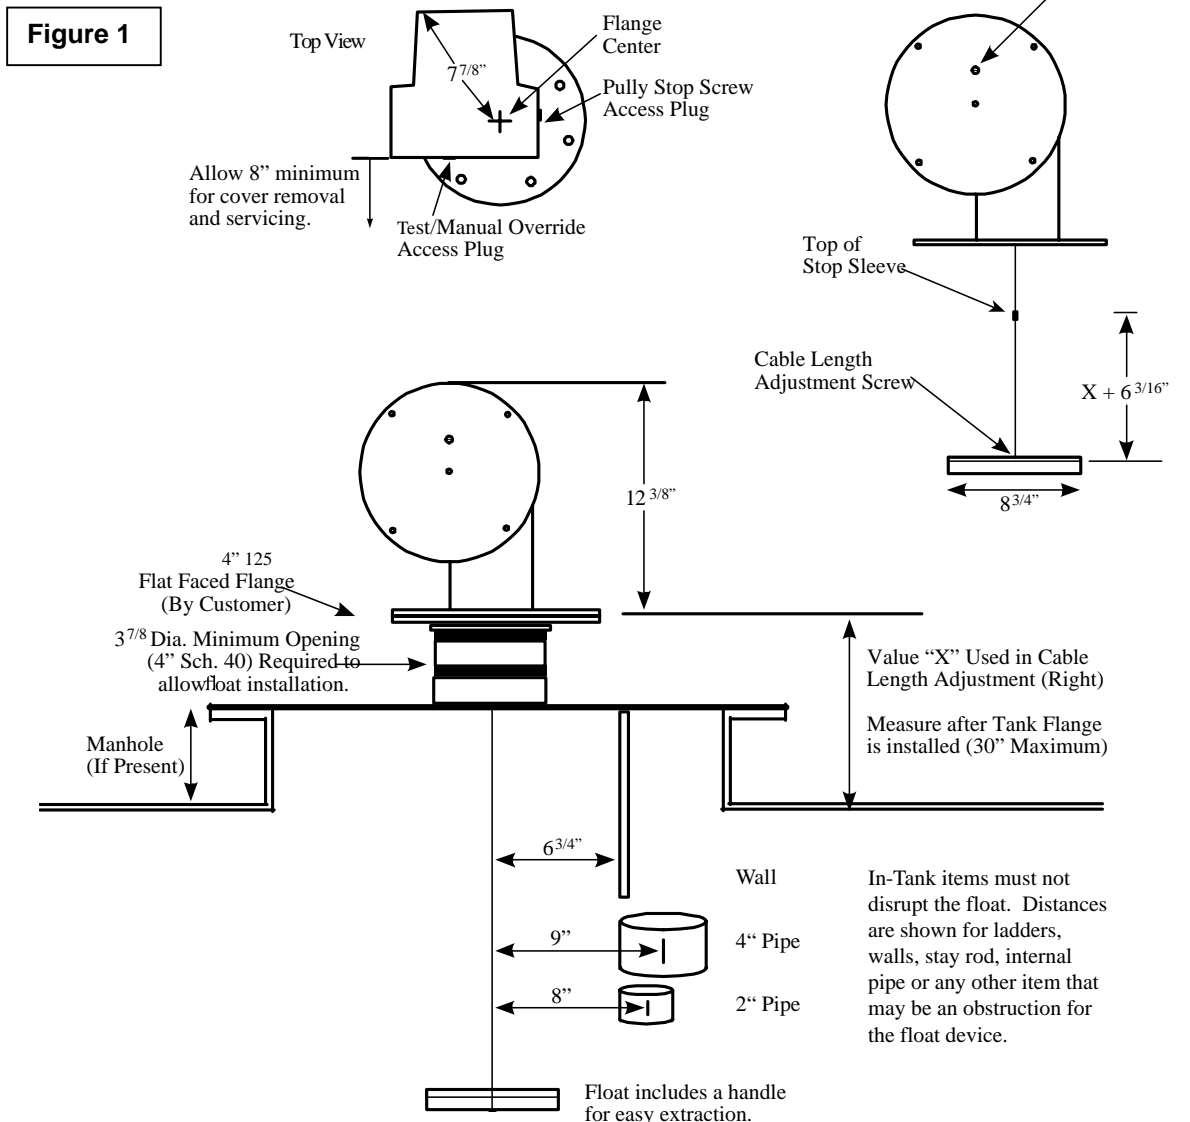 Figure 1
Top View
Flange
Center
7 7/8”
Pully Stop Screw
Access Plug
Allow 8” minimum
for cover removal
and servicing.
Test/Manual Override
Access Plug
Top of
Stop Sleeve
Cable Length
Adjustment Screw
X + 6 3/16”
8 3/4”
12 3/8”
4” 125
Flat Faced Flange
(By Customer)
3 7/8 Dia. Minimum Opening
(4” Sch. 40) Required to
allow float installation.
Value “X” Used in Cable
Length Adjustment (Right)
Measure after Tank Flange
is installed (30” Maximum)
Manhole
(If Present)
6 3/4”
Wall
9”
4“ Pipe
8”
2“ Pipe
In-Tank items must not
disrupt the float. Distances
are shown for ladders,
walls, stay rod, internal
pipe or any other item that
may be an obstruction for
the float device.
Float includes a handle
for easy extraction.